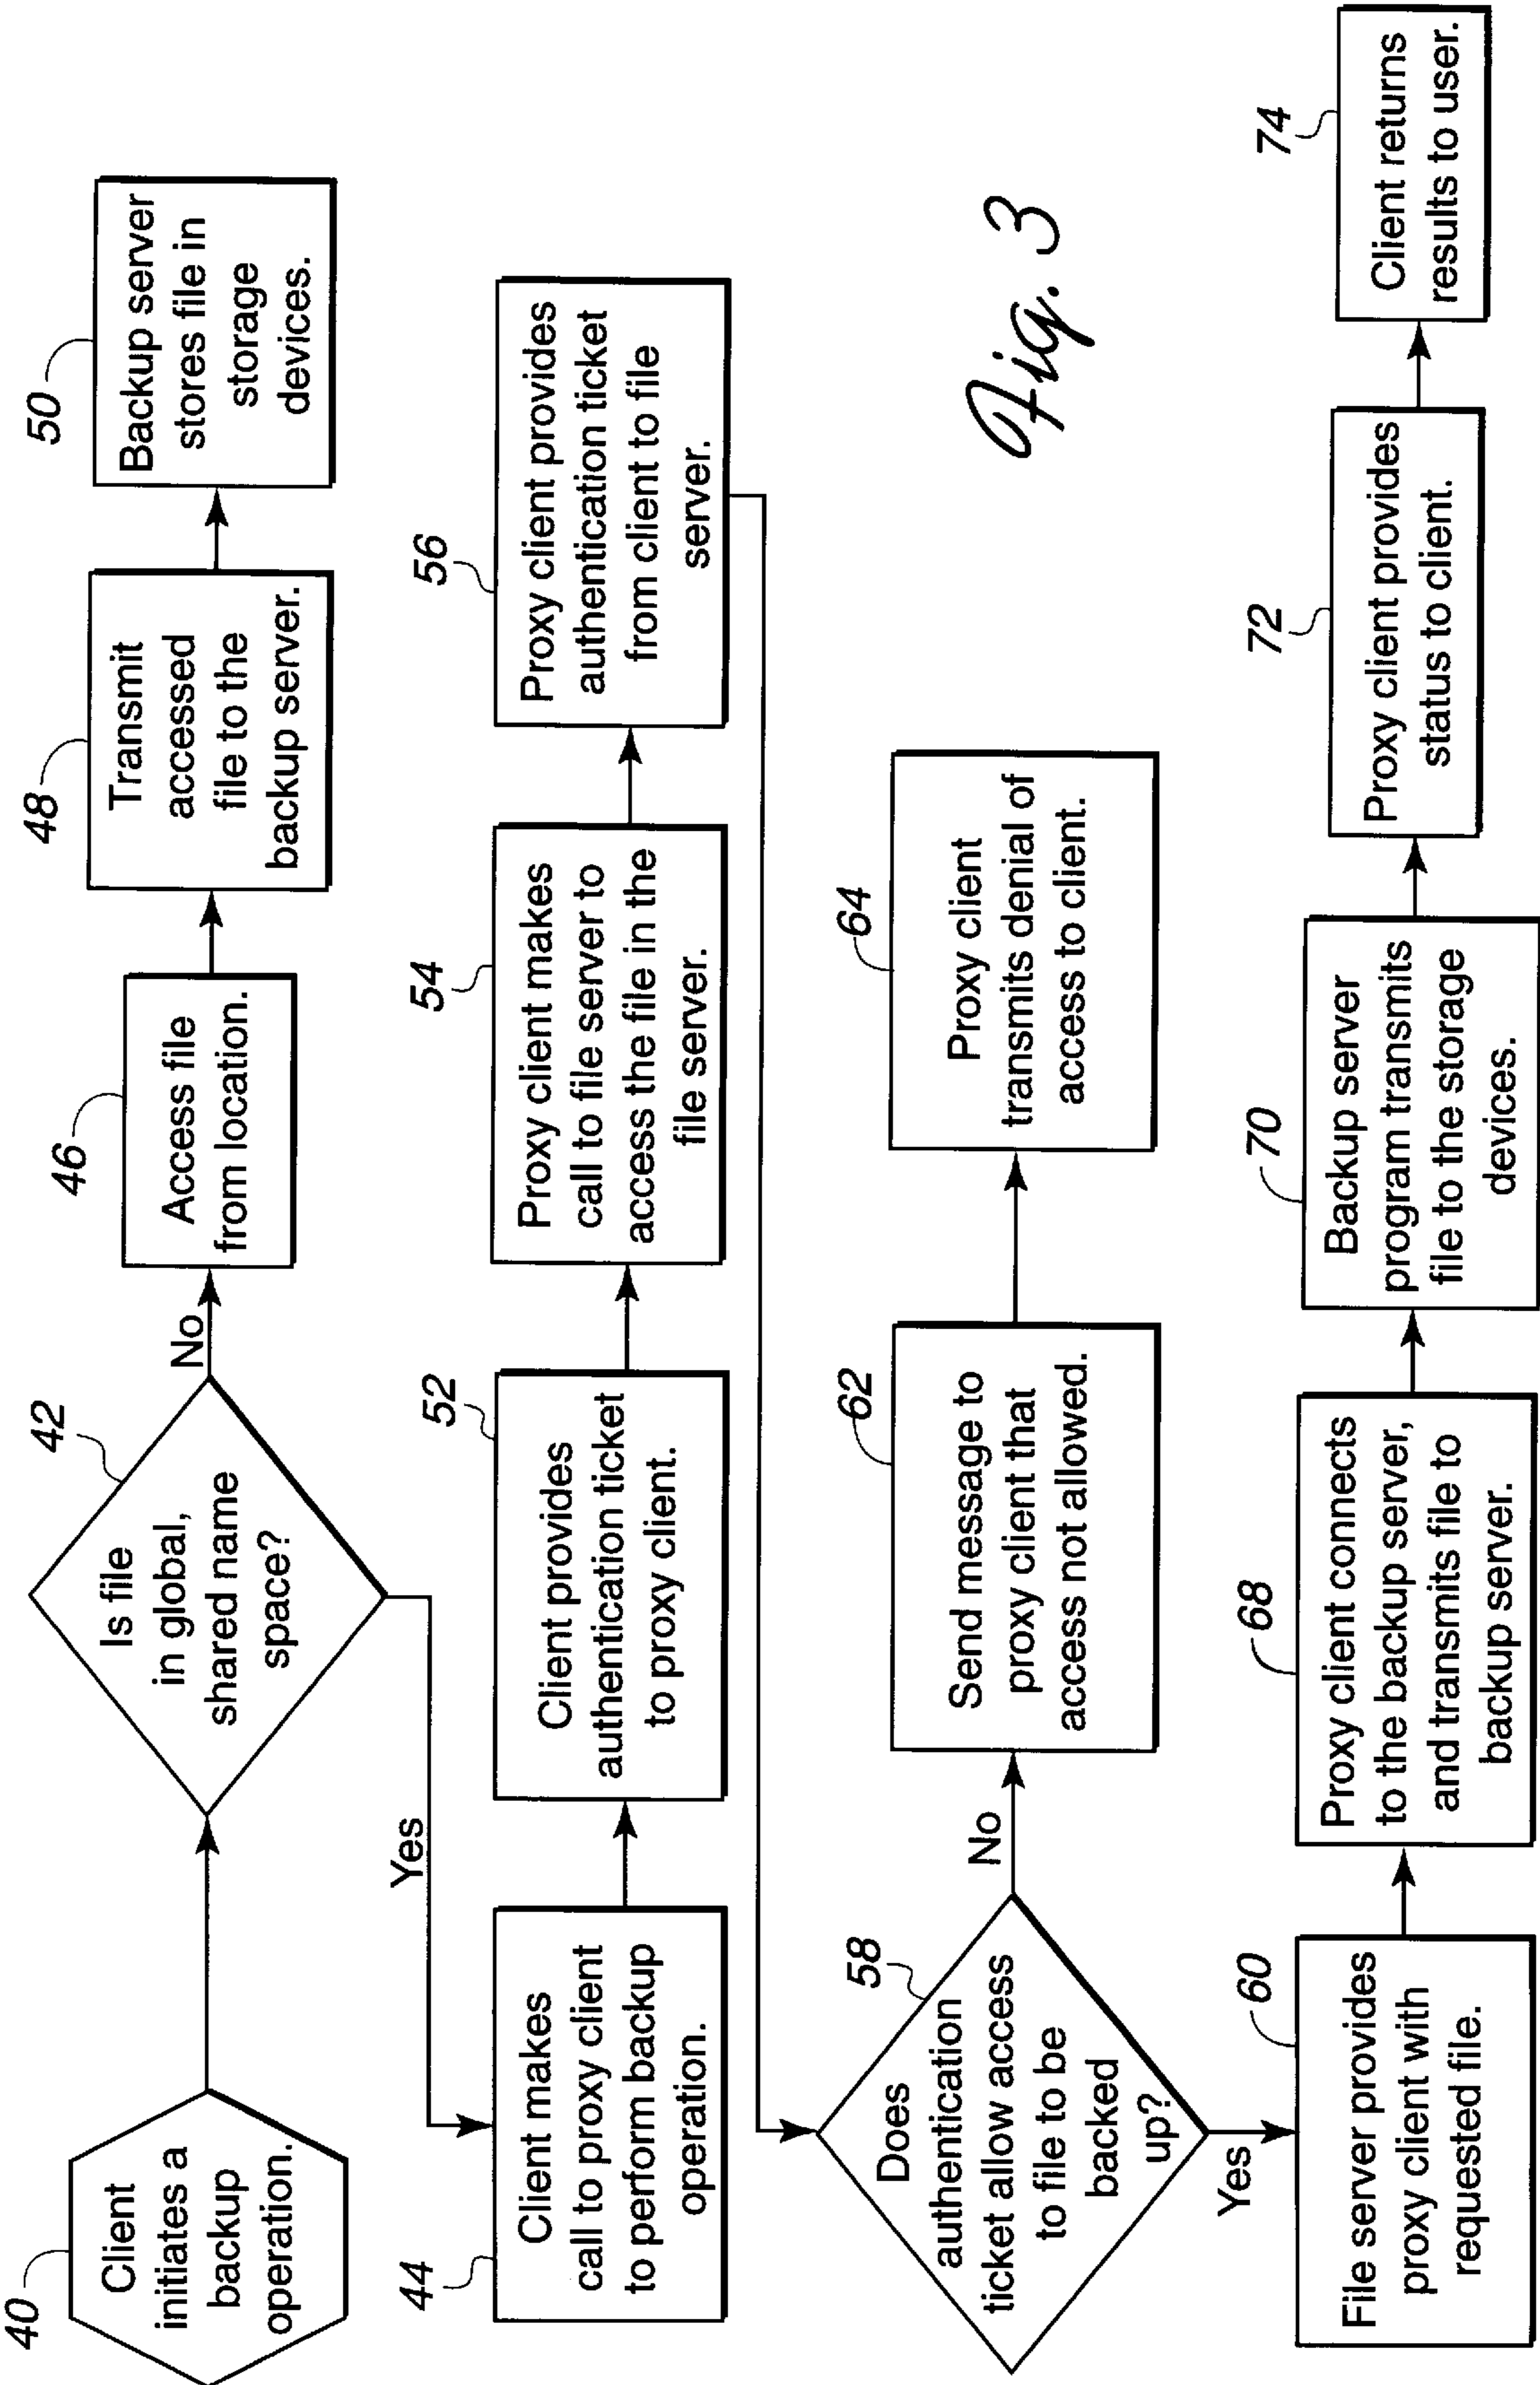 40
Client
initiates a
backup
operation.
42
Is file
in global,
shared name
space?
No
Yes
46
Access file
from location.
48
Transmit
accessed
file to the
backup server.
50
Backup server
stores file in
storage
devices.
44
Client makes
call to proxy client
to perform backup
operation.
52
Client provides
authentication ticket
to proxy client.
54
Proxy client makes
call to file server to
access the file in the
file server.
56
Proxy client provides
authentication ticket
from client to file
server.
58
Does
authentication
ticket allow access
to file to be
backed
up?
No
Yes
62
Send message to
proxy client that
access not allowed.
64
Proxy client
transmits denial of
access to client.
Fig. 3
60
File server provides
proxy client with
requested file.
68
Proxy client connects
to the backup server,
and transmits file to
backup server.
70
Backup server
program transmits
file to the storage
devices.
72
Proxy client provides
status to client.
74
Client returns
results to user.